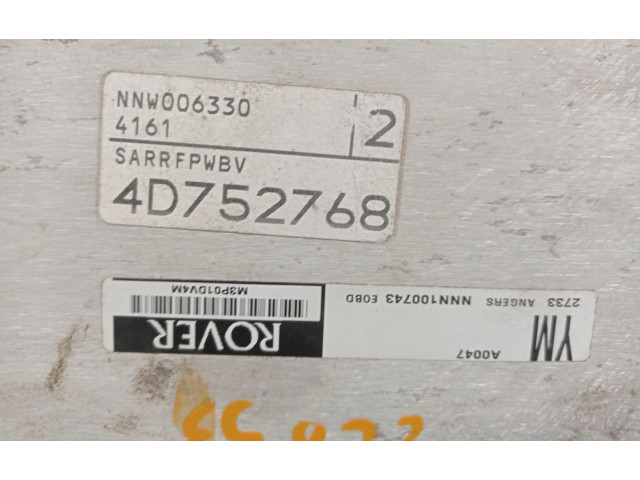 NNW006330
4161
2
SARRFPWBV
4D752768
2733 ANGERS NNN100743 EOBD
YM
A0047
ROVER
M3P01DV4M